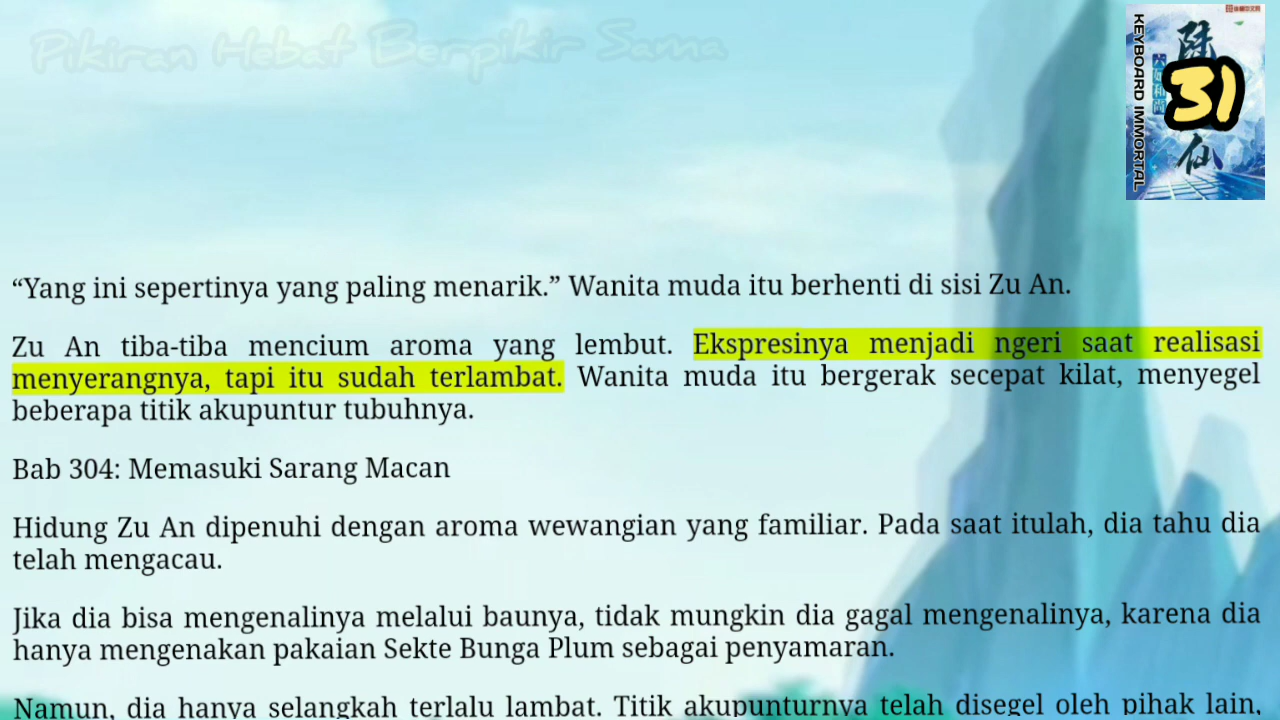 Pikiran Hebat Berpikir Sama
KEYBOARD IMMORTAL
31
仙
“Yang ini sepertinya yang paling menarik.” Wanita muda itu berhenti di sisi Zu An.
Zu An tiba-tiba mencium aroma yang lembut. Ekspresinya menjadi ngeri saat realisasi
menyerangnya, tapi itu sudah terlambat. Wanita muda itu bergerak secepat kilat, menyegel
beberapa titik akupuntur tubuhnya.
Bab 304: Memasuki Sarang Macan
Hidung Zu An dipenuhi dengan aroma wewangian yang familiar. Pada saat itulah, dia tahu dia
telah mengacau.
Jika dia bisa mengenalinya melalui baunya, tidak mungkin dia gagal mengenalinya, karena dia
hanya mengenakan pakaian Sekte Bunga Plum sebagai penyamaran.
Namun, dia hanya selangkah terlalu lambat. Titik akupunturnya telah disegel oleh pihak lain,